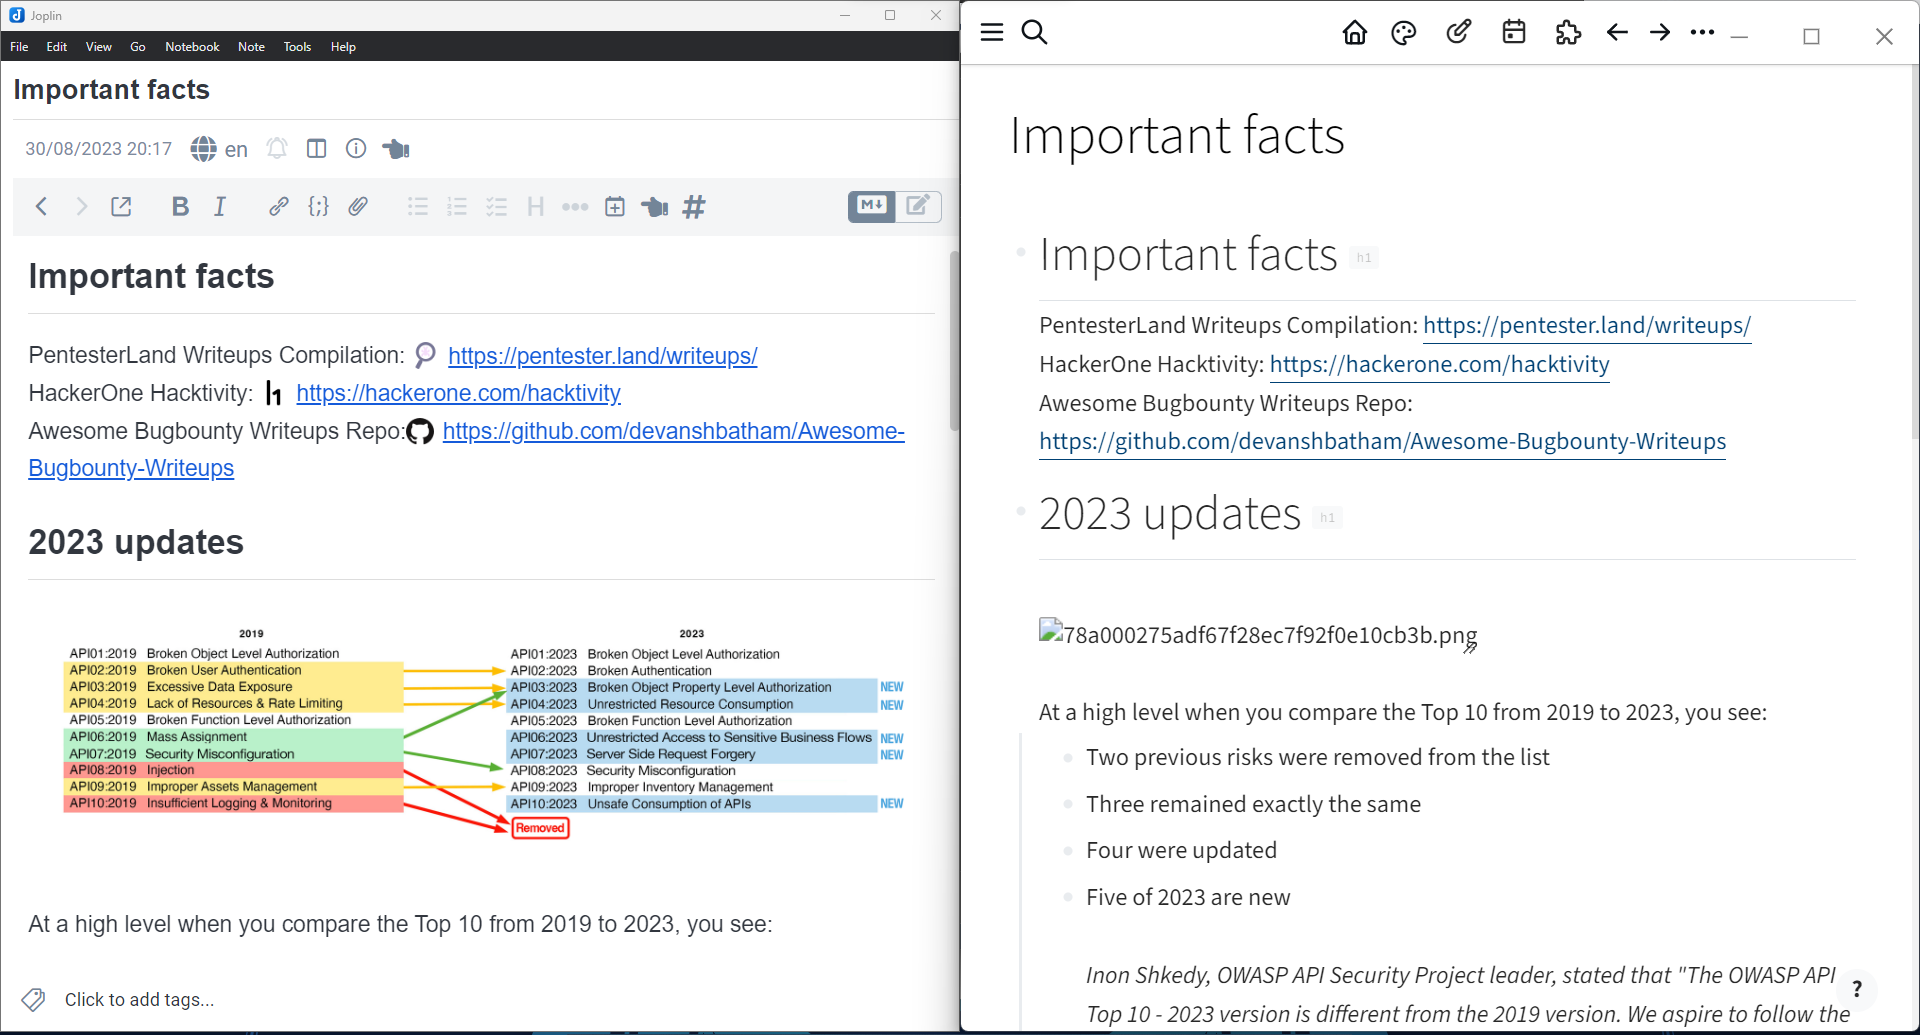 Joplin
File Edit View Go Notebook Note Tools Help
Important facts
30/08/2023 20:17 en
B I {;} H M↓
Important facts
PentesterLand Writeups Compilation: https://pentester.land/writeups/
HackerOne Hacktivity: https://hackerone.com/hacktivity
Awesome Bugbounty Writeups Repo: https://github.com/devanshbatham/Awesome-
Bugbounty-Writeups
2023 updates
2019
API01:2019 Broken Object Level Authorization
API02:2019 Broken User Authentication
API03:2019 Excessive Data Exposure
API04:2019 Lack of Resources & Rate Limiting
API05:2019 Broken Function Level Authorization
API06:2019 Mass Assignment
API07:2019 Security Misconfiguration
API08:2019 Injection
API09:2019 Improper Assets Management
API10:2019 Insufficient Logging & Monitoring
2023
API01:2023 Broken Object Level Authorization
API02:2023 Broken Authentication
API03:2023 Broken Object Property Level Authorization NEW
API04:2023 Unrestricted Resource Consumption NEW
API05:2023 Broken Function Level Authorization
API06:2023 Unrestricted Access to Sensitive Business Flows NEW
API07:2023 Server Side Request Forgery NEW
API08:2023 Security Misconfiguration
API09:2023 Improper Inventory Management
API10:2023 Unsafe Consumption of APIs NEW
Removed
At a high level when you compare the Top 10 from 2019 to 2023, you see:
Click to add tags...
Important facts
Important facts h1
PentesterLand Writeups Compilation: https://pentester.land/writeups/
HackerOne Hacktivity: https://hackerone.com/hacktivity
Awesome Bugbounty Writeups Repo:
https://github.com/devanshbatham/Awesome-Bugbounty-Writeups
2023 updates h1
78a000275adf67f28ec7f92f0e10cb3b.png
At a high level when you compare the Top 10 from 2019 to 2023, you see:
Two previous risks were removed from the list
Three remained exactly the same
Four were updated
Five of 2023 are new
Inon Shkedy, OWASP API Security Project leader, stated that "The OWASP API
Top 10 - 2023 version is different from the 2019 version. We aspire to follow the
?